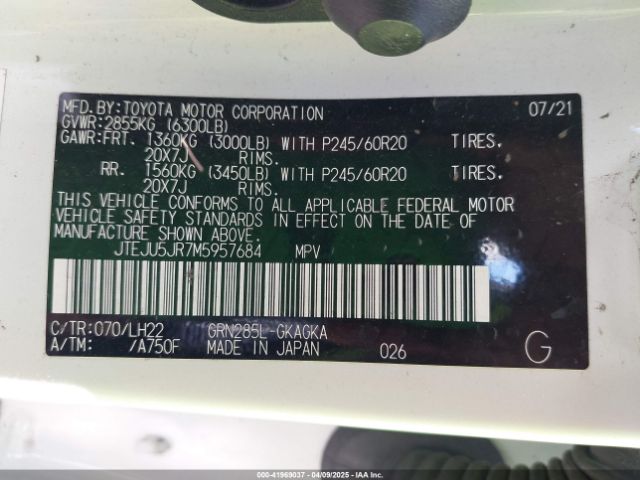 MFD.BY:TOYOTA MOTOR CORPORATION 07/21
GVWR:2855KG (6300LB)
GAWR:FRT. 1360KG (3000LB) WITH P245/60R20 TIRES.
20X7J RIMS.
RR. 1560KG (3450LB) WITH P245/60R20 TIRES.
20X7J RIMS.
THIS VEHICLE CONFORMS TO ALL APPLICABLE FEDERAL MOTOR
VEHICLE SAFETY STANDARDS IN EFFECT ON THE DATE OF
MANUFACTURE SHOWN ABOVE.
JTEJU5JR7M5957684 MPV
C/TR:070/LH22 GRN285L-GKAGKA
A/TM: /A750F MADE IN JAPAN 026 G
000-41969037 - 04/09/2025 - IAA Inc.